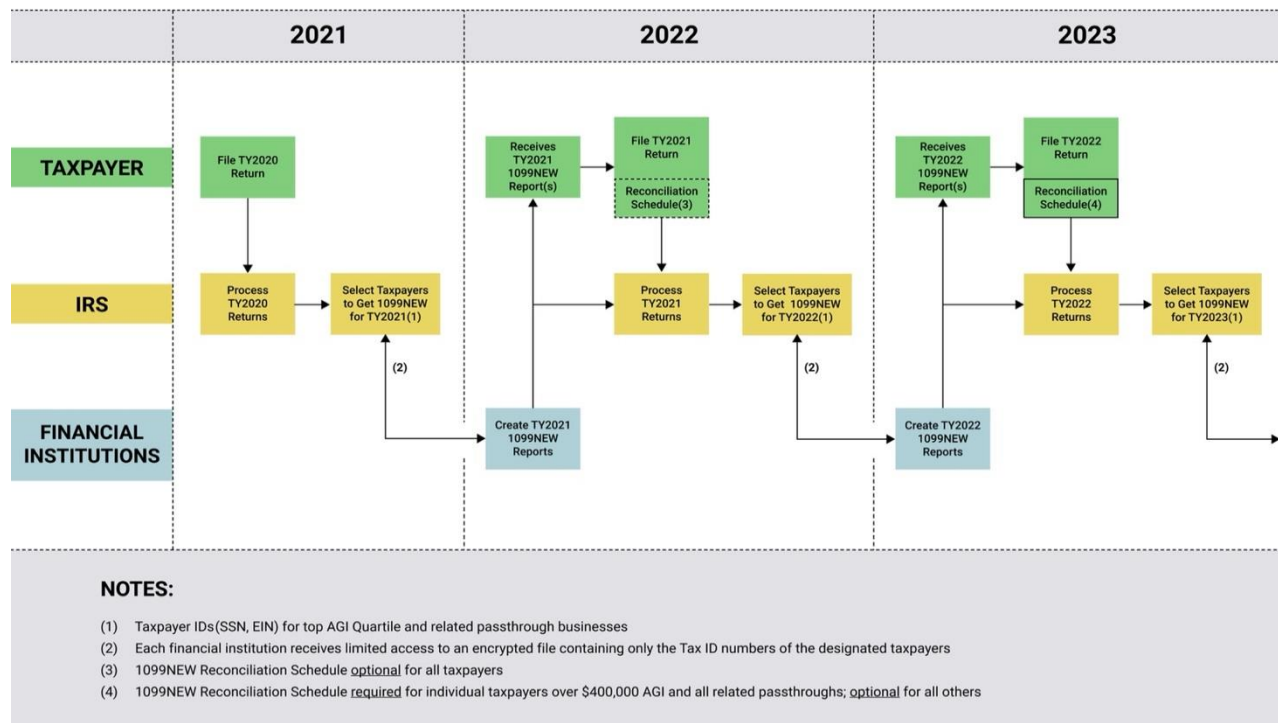 2021
2022
2023
TAXPAYER
File TY2020
Return
Receives
TY2021
1099NEW
Report(s)
File TY2021
Return
Reconciliation
Schedule(3)
Receives
TY2022
1099NEW
Report(s)
File TY2022
Return
Reconciliation
Schedule(4)
IRS
Process
TY2020
Returns
Select Taxpayers
to Get 1099NEW
for TY2021(1)
Process
TY2021
Returns
Select Taxpayers
to Get 1099NEW
for TY2022(1)
Process
TY2022
Returns
Select Taxpayers
to Get 1099NEW
for TY2023(1)
(2)
(2)
(2)
FINANCIAL
INSTITUTIONS
Create TY2021
1099NEW
Reports
Create TY2022
1099NEW
Reports
NOTES:
(1) Taxpayer IDs(SSN, EIN) for top AGI Quartile and related passthrough businesses
(2) Each financial institution receives limited access to an encrypted file containing only the Tax ID numbers of the designated taxpayers
(3) 1099NEW Reconciliation Schedule optional for all taxpayers
(4) 1099NEW Reconciliation Schedule required for individual taxpayers over $400,000 AGI and all related passthroughs; optional for all others